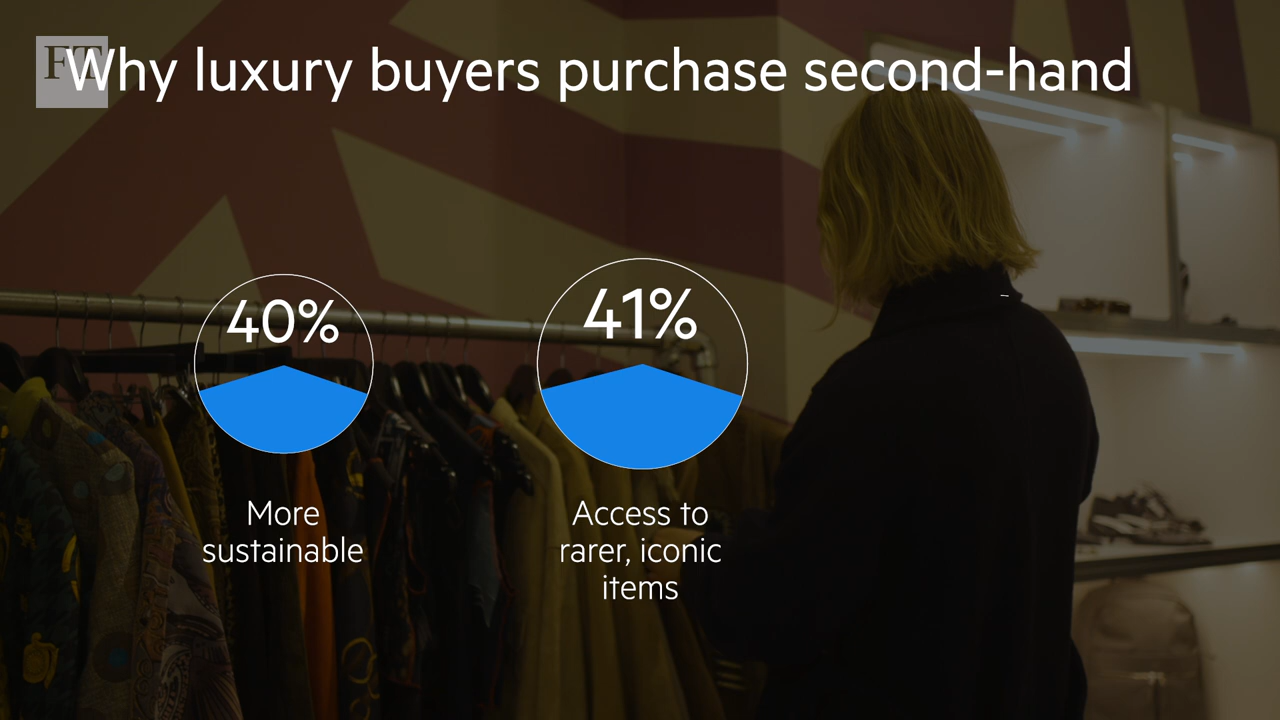 FT
Why luxury buyers purchase second-hand
40%
More
sustainable
41%
Access to
rarer, iconic
items